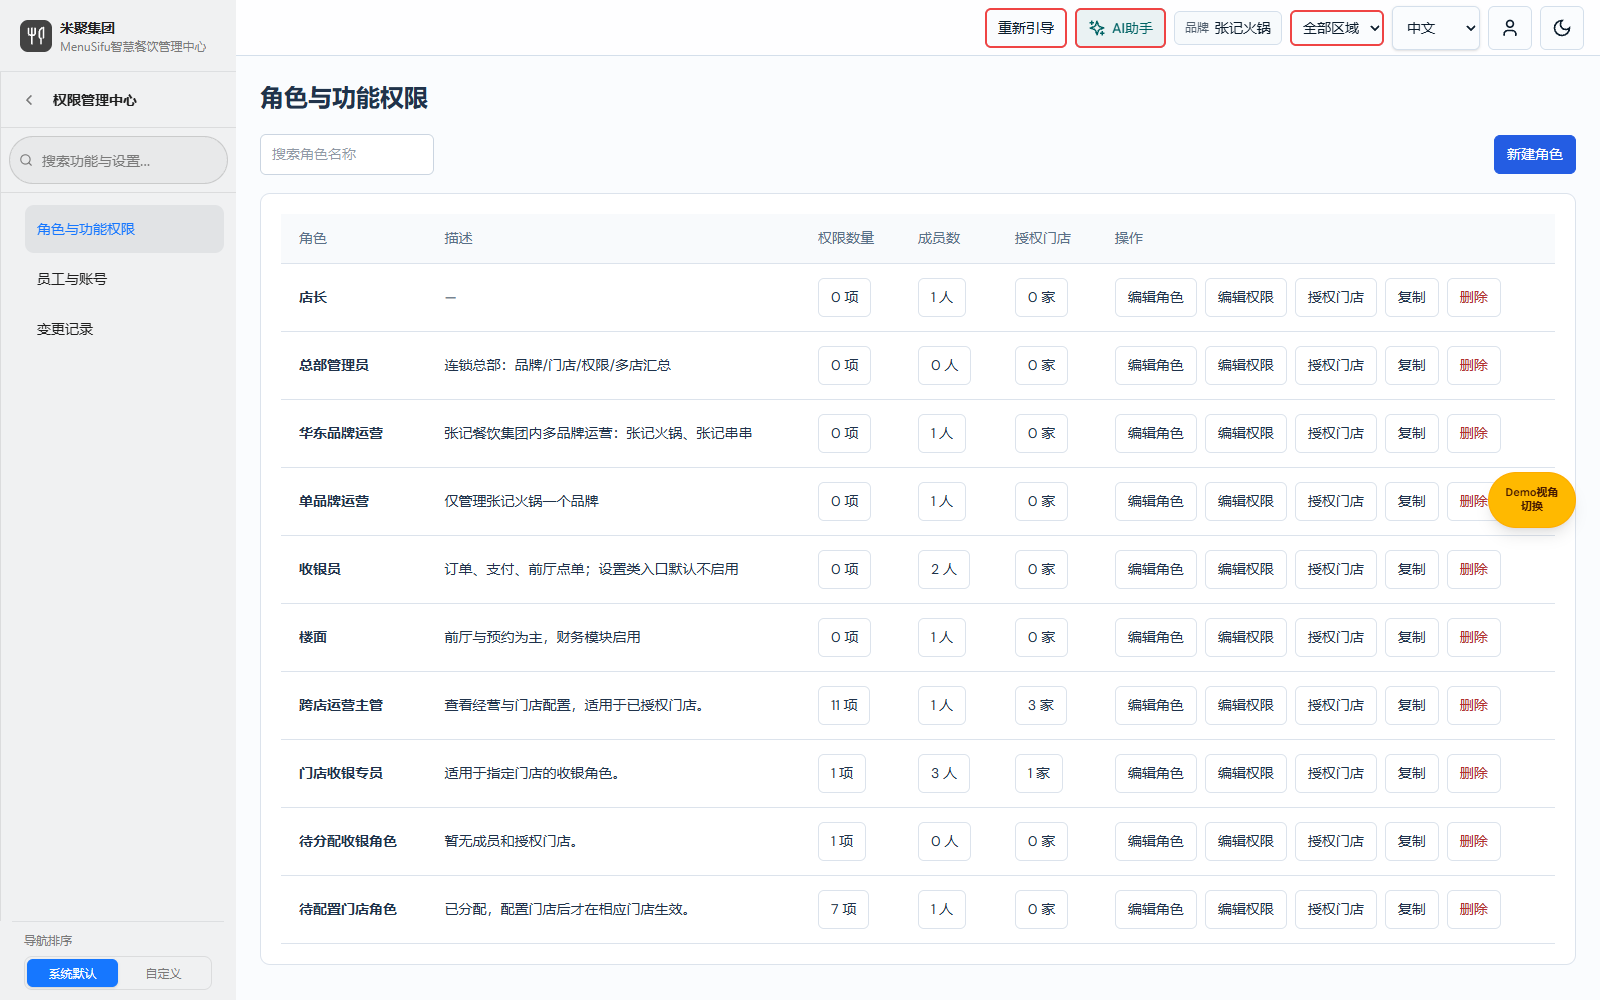 米聚集团
MenuSifu智慧餐饮管理中心
重新引导
AI助手
品牌 张记火锅
全部区域
中文
权限管理中心
搜索功能与设置...
角色与功能权限
员工与账号
变更记录
导航排序
系统默认
自定义
角色与功能权限
搜索角色名称
新建角色
角色 描述 权限数量 成员数 授权门店 操作
店长 — 0 项 1 人 0 家 编辑角色 编辑权限 授权门店 复制 删除
总部管理员 连锁总部：品牌/门店/权限/多店汇总 0 项 0 人 0 家 编辑角色 编辑权限 授权门店 复制 删除
华东品牌运营 张记餐饮集团内多品牌运营：张记火锅、张记串串 0 项 1 人 0 家 编辑角色 编辑权限 授权门店 复制 删除
单品牌运营 仅管理张记火锅一个品牌 0 项 1 人 0 家 编辑角色 编辑权限 授权门店 复制 删除
Demo视角
切换
收银员 订单、支付、前厅点单；设置类入口默认不启用 0 项 2 人 0 家 编辑角色 编辑权限 授权门店 复制 删除
楼面 前厅与预约为主，财务模块启用 0 项 1 人 0 家 编辑角色 编辑权限 授权门店 复制 删除
跨店运营主管 查看经营与门店配置，适用于已授权门店。 11 项 1 人 3 家 编辑角色 编辑权限 授权门店 复制 删除
门店收银专员 适用于指定门店的收银角色。 1 项 3 人 1 家 编辑角色 编辑权限 授权门店 复制 删除
待分配收银角色 暂无成员和授权门店。 1 项 0 人 0 家 编辑角色 编辑权限 授权门店 复制 删除
待配置门店角色 已分配，配置门店后才在相应门店生效。 7 项 1 人 0 家 编辑角色 编辑权限 授权门店 复制 删除